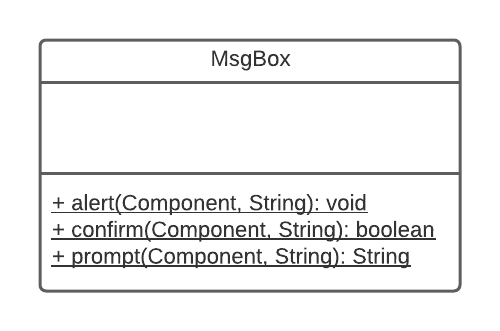 MsgBox
+ alert(Component, String): void
+ confirm(Component, String): boolean
+ prompt(Component, String): String